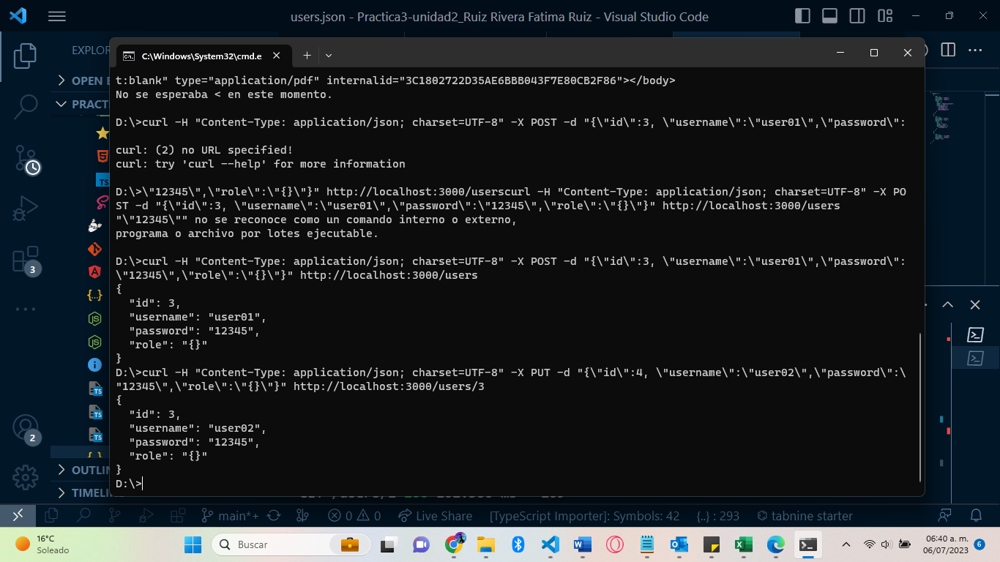 users.json - Practica3-unidad2_Ruiz Rivera Fatima Ruiz - Visual Studio Code
EXPLOR
OPEN E
PRACT
C:\Windows\System32\cmd.e:
t:blank" type="application/pdf" internalid="3C1802722D35AE6BBB043F7E80CB2F86"></body>
No se esperaba < en este momento.
D:\>curl -H "Content-Type: application/json; charset=UTF-8" -X POST -d "{\"id\":3, \"username\":\"user01\",\"password\":
curl: (2) no URL specified!
curl: try 'curl --help' for more information
D:\>\"12345\",\"role\":\"{}\"}" http://localhost:3000/userscurl -H "Content-Type: application/json; charset=UTF-8" -X PO
ST -d "{\"id\":3, \"username\":\"user01\",\"password\":\"12345\",\"role\":\"{}\"}" http://localhost:3000/users
"\"12345\"" no se reconoce como un comando interno o externo,
programa o archivo por lotes ejecutable.
D:\>curl -H "Content-Type: application/json; charset=UTF-8" -X POST -d "{\"id\":3, \"username\":\"user01\",\"password\":
\"12345\",\"role\":\"{}\"}" http://localhost:3000/users
{
"id": 3,
"username": "user01",
"password": "12345",
"role": "{}"
}
D:\>curl -H "Content-Type: application/json; charset=UTF-8" -X PUT -d "{\"id\":4, \"username\":\"user02\",\"password\":\
"12345\",\"role\":\"{}\"}" http://localhost:3000/users/3
{
"id": 3,
"username": "user02",
"password": "12345",
"role": "{}"
}
D:\>
3
2
OUTLIN
TIMELI
main*+
0 0
Live Share
[TypeScript Importer]: Symbols: 42
{..} : 293
tabnine starter
16°C
Soleado
Buscar
06:40 a. m.
06/07/2023
6